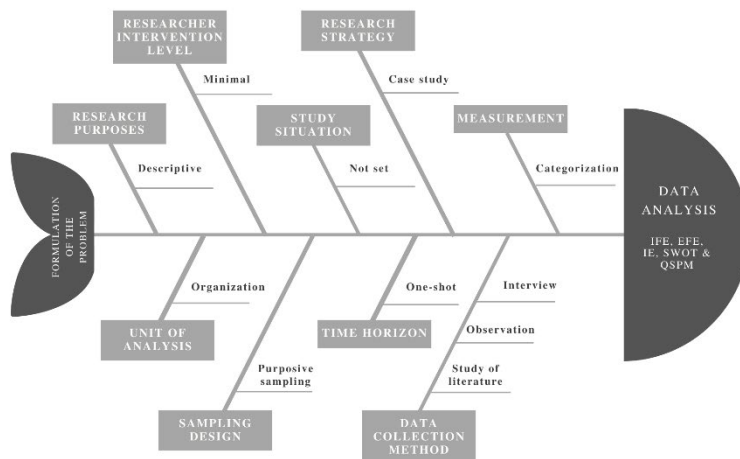 RESEARCHER
INTERVENTION
LEVEL
RESEARCH
STRATEGY
Minimal
Case study
RESEARCH
PURPOSES
STUDY
SITUATION
MEASUREMENT
Descriptive
Not set
Categorization
FORMULATION
OF THE
PROBLEM
DATA
ANALYSIS
IFE, EFE,
IE, SWOT &
QSPM
Organization
One-shot
Interview
UNIT OF
ANALYSIS
TIME HORIZON
Observation
Purposive
sampling
Study of
literature
SAMPLING
DESIGN
DATA
COLLECTION
METHOD